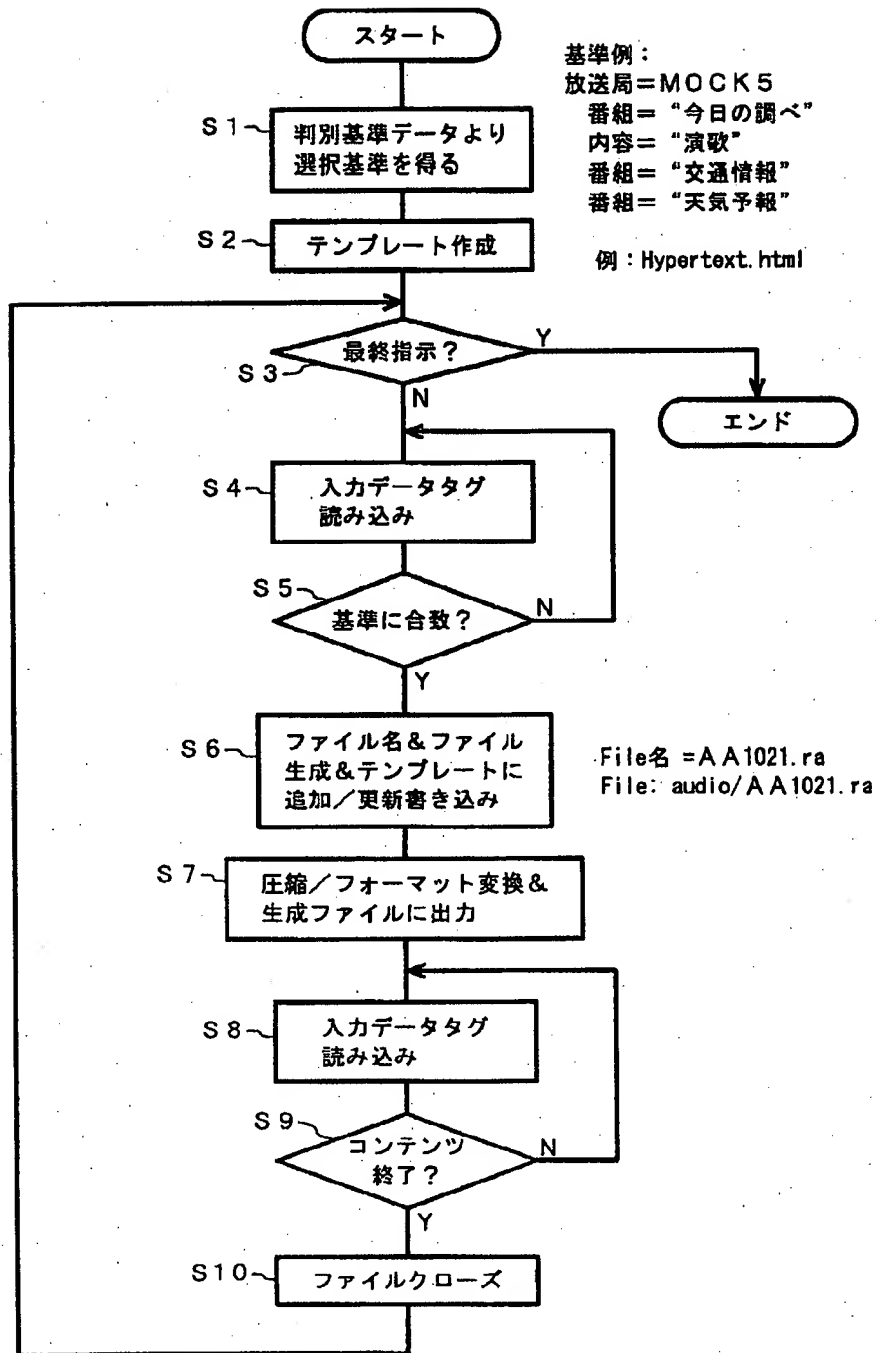 スタート
基準例：
放送局＝MOCK5
番組＝“今日の調べ”
内容＝“演歌”
番組＝“交通情報”
番組＝“天気予報”
S1
判別基準データより
選択基準を得る
S2
テンプレート作成
例：Hypertext.html
S3
最終指示？
Y
N
エンド
S4
入力データタグ
読み込み
S5
基準に合数？
N
Y
S6
ファイル名＆ファイル
生成＆テンプレートに
追加／更新書き込み
File名 =AA1021.ra
File: audio/AA1021.ra
S7
圧縮／フォーマット変換＆
生成ファイルに出力
S8
入力データタグ
読み込み
S9
コンテンツ
終了？
N
Y
S10
ファイルクローズ